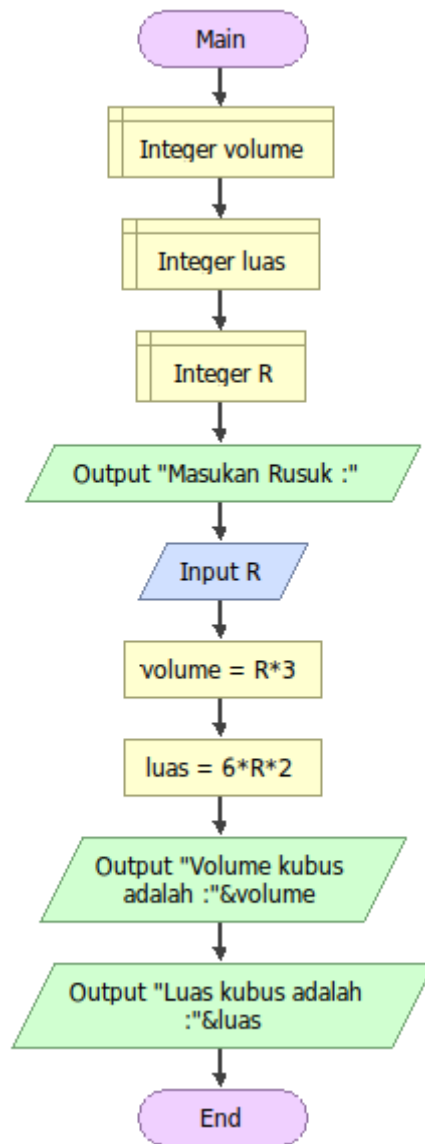 Main
Integer volume
Integer luas
Integer R
Output "Masukan Rusuk :"
Input R
volume = R*3
luas = 6*R*2
Output "Volume kubus
adalah :"&volume
Output "Luas kubus adalah
:"&luas
End